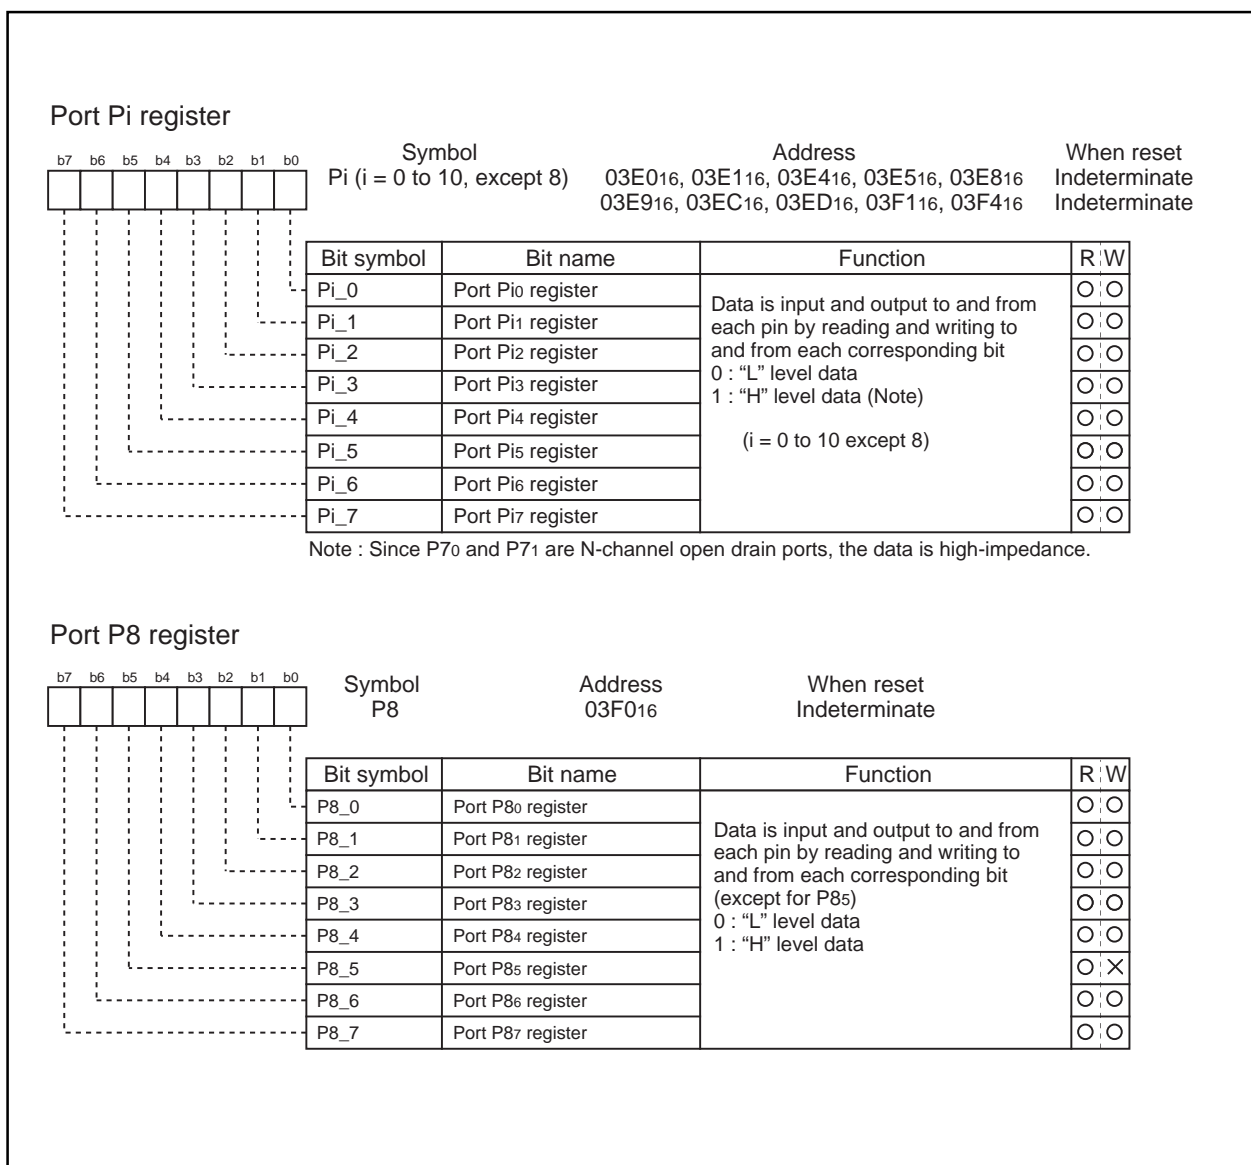 Port Pi register
b7 b6 b5 b4 b3 b2 b1 b0
Symbol Address When reset
Pi (i = 0 to 10, except 8) 03E016, 03E116, 03E416, 03E516, 03E816 Indeterminate
03E916, 03EC16, 03ED16, 03F116, 03F416 Indeterminate
Bit symbol Bit name Function R W
Pi_0 Port Pi0 register
Pi_1 Port Pi1 register
Pi_2 Port Pi2 register
Pi_3 Port Pi3 register
Pi_4 Port Pi4 register
Pi_5 Port Pi5 register
Pi_6 Port Pi6 register
Pi_7 Port Pi7 register
Data is input and output to and from
each pin by reading and writing to
and from each corresponding bit
0 : “L” level data
1 : “H” level data (Note)
(i = 0 to 10 except 8)
Note : Since P70 and P71 are N-channel open drain ports, the data is high-impedance.
Port P8 register
b7 b6 b5 b4 b3 b2 b1 b0
Symbol Address When reset
P8 03F016 Indeterminate
Bit symbol Bit name Function R W
P8_0 Port P80 register
P8_1 Port P81 register
P8_2 Port P82 register
P8_3 Port P83 register
P8_4 Port P84 register
P8_5 Port P85 register
P8_6 Port P86 register
P8_7 Port P87 register
Data is input and output to and from
each pin by reading and writing to
and from each corresponding bit
(except for P85)
0 : “L” level data
1 : “H” level data